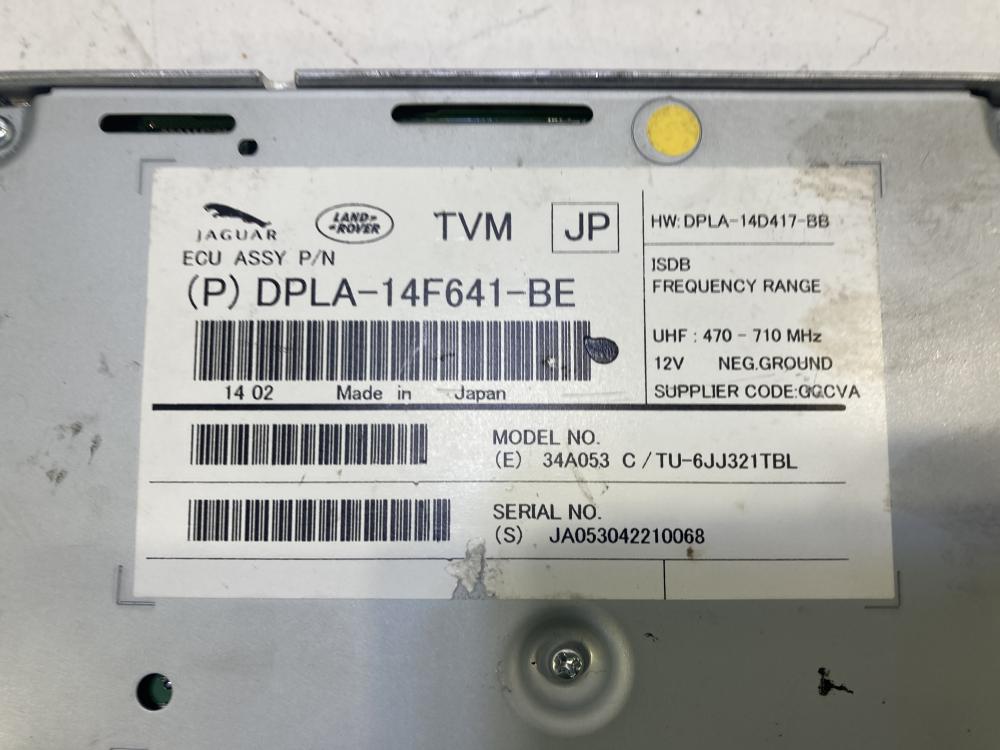 JAGUAR
LAND-
-ROVER
TVM
JP
ECU ASSY P/N
(P) DPLA-14F641-BE
14 02 Made in Japan
HW: DPLA-14D417-BB
ISDB
FREQUENCY RANGE
UHF : 470 - 710 MHz
12V NEG.GROUND
SUPPLIER CODE:GQCVA
MODEL NO.
(E) 34A053 C / TU-6JJ321TBL
SERIAL NO.
(S) JA053042210068